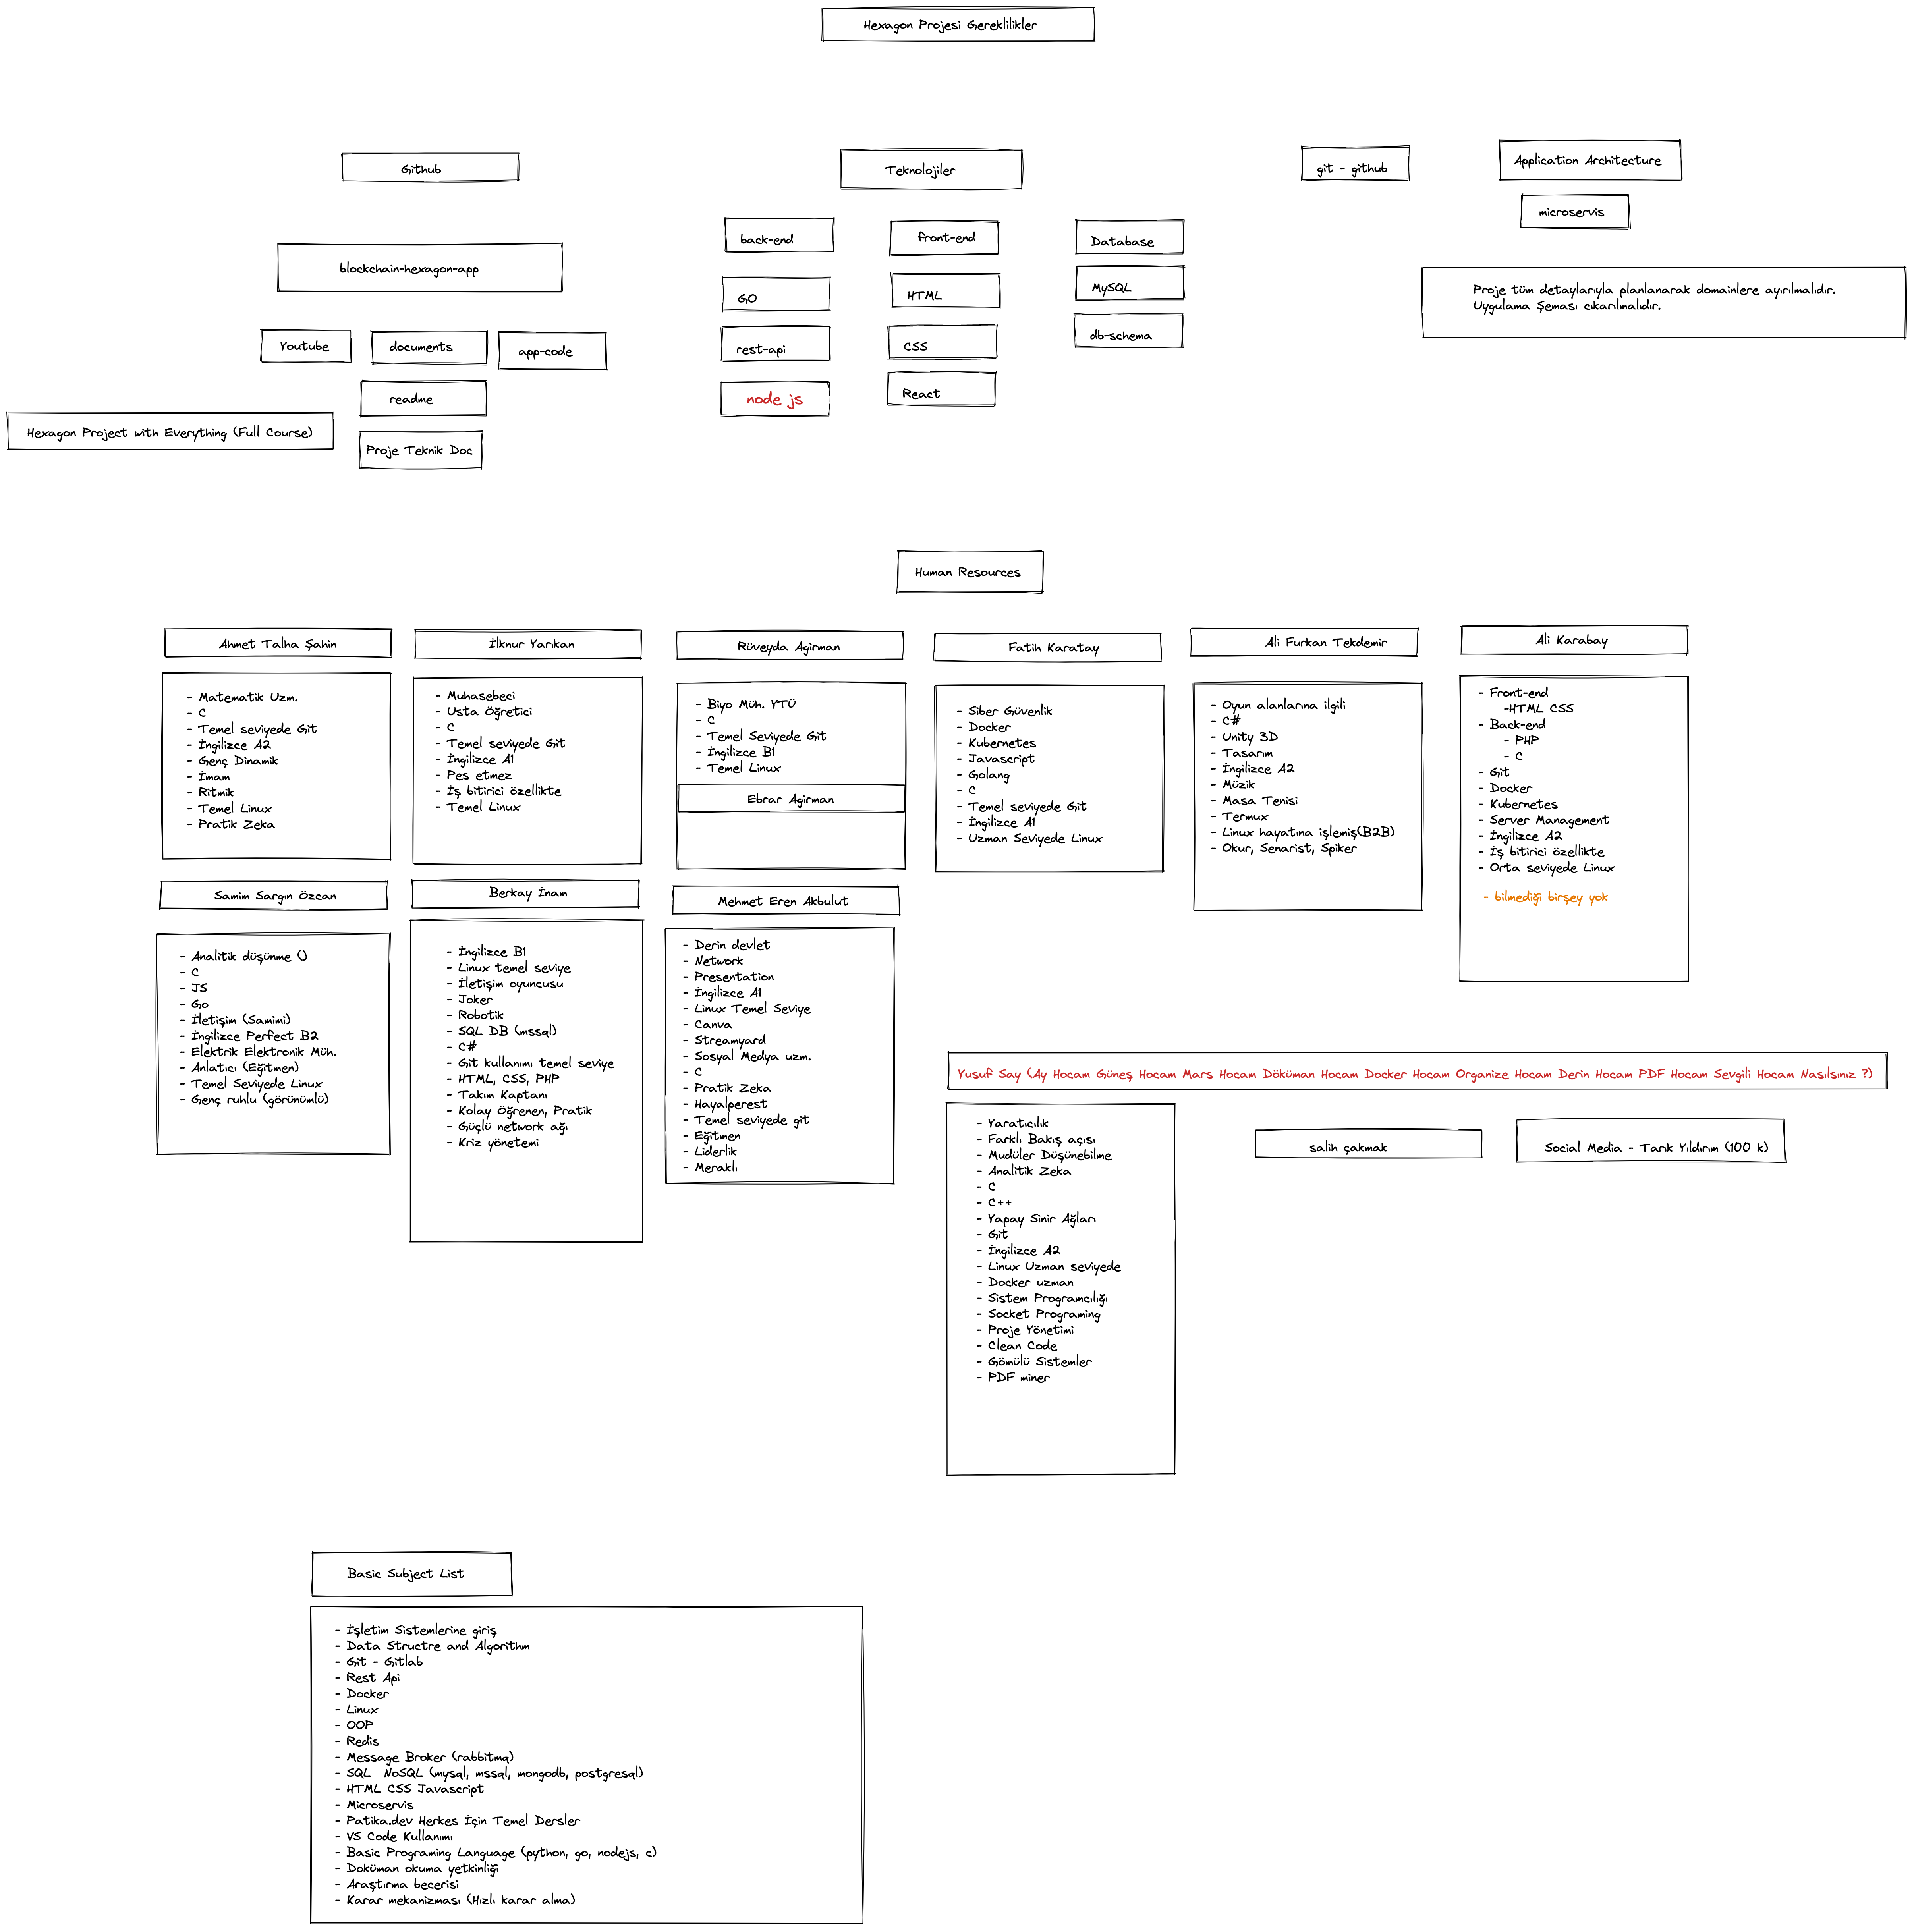 Hexagon Projesi Gereklilikler
Github
Teknolojiler
git - github
Application Architecture
microservis
back-end
front-end
Database
blockchain-hexagon-app
GO
HTML
MySQL
Proje tüm detaylarıyla planlanarak domainlere ayırılmalıdır.
Uygulama Şeması cıkarılmalıdır.
Youtube
documents
app-code
rest-api
CSS
db-schema
readme
node js
React
Hexagon Project with Everything (Full Course)
Proje Teknik Doc
Human Resources
Ahmet Talha Şahin
- Matematik Uzm.
- C
- Temel seviyede Git
- İngilizce A2
- Genç Dinamik
- İmam
- Ritmik
- Temel Linux
- Pratik Zeka
İlknur Yarıkan
- Muhasebeci
- Usta Öğretici
- C
- Temel seviyede Git
- İngilizce A1
- Pes etmez
- İş bitirici özellikte
- Temel Linux
Rüveyda Agirman
- Biyo Müh. YTÜ
- C
- Temel Seviyede Git
- İngilizce B1
- Temel Linux
Ebrar Agirman
Fatih Karatay
- Siber Güvenlik
- Docker
- Kubernetes
- Javascript
- Golang
- C
- Temel seviyede Git
- İngilizce A1
- Uzman Seviyede Linux
Ali Furkan Tekdemir
- Oyun alanlarına ilgili
- C#
- Unity 3D
- Tasarım
- İngilizce A2
- Müzik
- Masa Tenisi
- Termux
- Linux hayatına işlemiş(B2B)
- Okur, Senarist, Spiker
Ali Karabay
- Front-end
-HTML CSS
- Back-end
- PHP
- C
- Git
- Docker
- Kubernetes
- Server Management
- İngilizce A2
- İş bitirici özellikte
- Orta seviyede Linux
- bilmediği birşey yok
Samim Sargın Özcan
- Analitik düşünme ()
- C
- JS
- Go
- İletişim (Samimi)
- İngilizce Perfect B2
- Elektrik Elektronik Müh.
- Anlatıcı (Eğitmen)
- Temel Seviyede Linux
- Genç ruhlu (görünümlü)
Berkay İnam
- İngilizce B1
- Linux temel seviye
- İletişim oyuncusu
- Joker
- Robotik
- SQL DB (mssql)
- C#
- Git kullanımı temel seviye
- HTML, CSS, PHP
- Takım Kaptanı
- Kolay Öğrenen, Pratik
- Güçlü network ağı
- Kriz yönetemi
Mehmet Eren Akbulut
- Derin devlet
- Network
- Presentation
- İngilizce A1
- Linux Temel Seviye
- Canva
- Streamyard
- Sosyal Medya uzm.
- C
- Pratik Zeka
- Hayalperest
- Temel seviyede git
- Eğitmen
- Liderlik
- Meraklı
Yusuf Say (Ay Hocam Güneş Hocam Mars Hocam Döküman Hocam Docker Hocam Organize Hocam Derin Hocam PDF Hocam Sevgili Hocam Nasılsınız ?)
- Yaratıcılık
- Farklı Bakış açısı
- Mudüler Düşünebilme
- Analitik Zeka
- C
- C++
- Yapay Sinir Ağları
- Git
- İngilizce A2
- Linux Uzman seviyede
- Docker uzman
- Sistem Programcılığı
- Socket Programing
- Proje Yönetimi
- Clean Code
- Gömülü Sistemler
- PDF miner
salih çakmak
Social Media - Tarık Yıldırım (100 k)
Basic Subject List
- İşletim Sistemlerine giriş
- Data Structre and Algorithm
- Git - Gitlab
- Rest Api
- Docker
- Linux
- OOP
- Redis
- Message Broker (rabbitmq)
- SQL  NoSQL (mysql, mssql, mongodb, postgresql)
- HTML CSS Javascript
- Microservis
- Patika.dev Herkes İçin Temel Dersler
- VS Code Kullanımı
- Basic Programing Language (python, go, nodejs, c)
- Doküman okuma yetkinliği
- Araştırma becerisi
- Karar mekanizması (Hızlı karar alma)